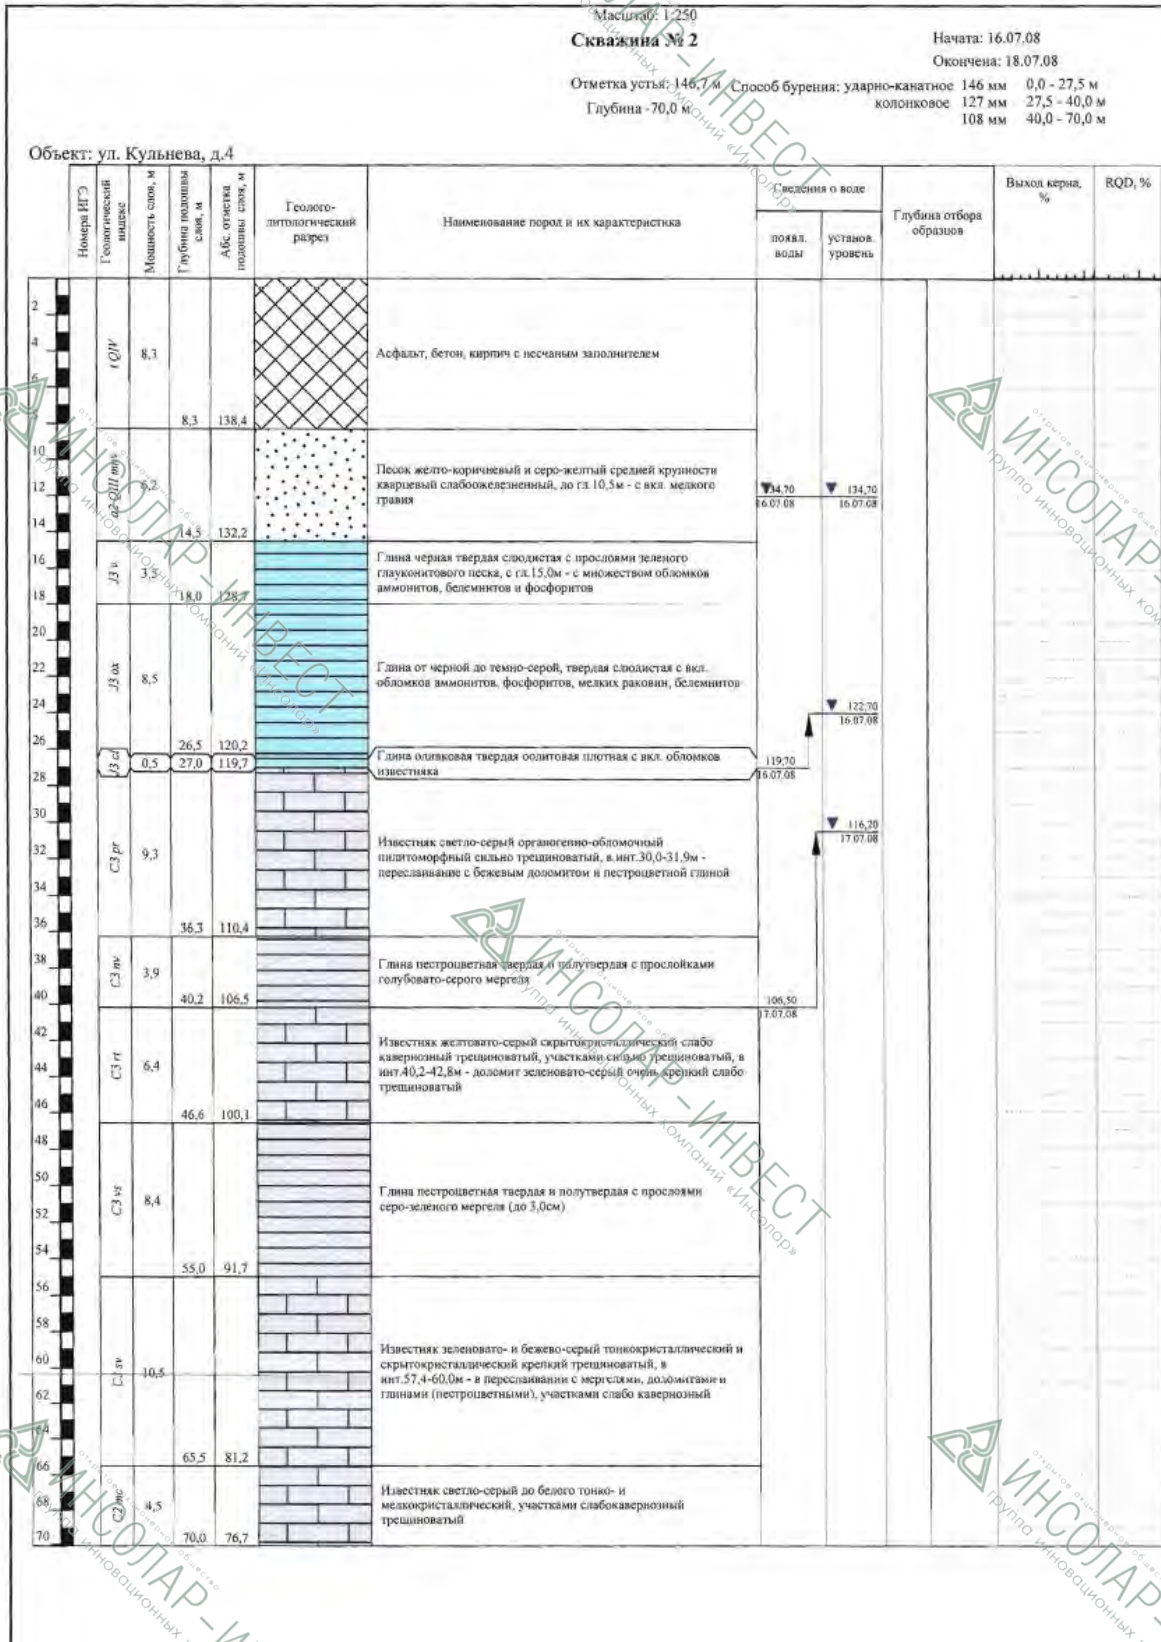 Масштаб: 1:250
Скважина № 2
Начата: 16.07.08
Окончена: 18.07.08
Отметка устья: 146,7 м
Глубина -70,0 м
Способ бурения: ударно-канатное 146 мм 0,0 - 27,5 м
колонковое 127 мм 27,5 - 40,0 м
108 мм 40,0 - 70,0 м
Объект: ул. Кульнева, д.4
Номера ИГЭ
Геологический индекс
Мощность слоя, м
Глубина подошвы слоя, м
Абс. отметка подошвы слоя, м
Геолого-
литологический
разрез
Наименование пород и их характеристика
Сведения о воде
появл.
воды
установ.
уровень
Глубина отбора
образцов
Выход керна,
%
RQD, %
2
4
6
10
12
14
16
18
20
22
24
26
28
30
32
34
36
38
40
42
44
46
48
50
52
54
56
58
60
62
64
66
68
70
t QIV
8,3
8,3 138,4
Асфальт, бетон, кирпич с песчаным заполнителем
a2-QIII mnv
6,2
14,5 132,2
Песок желто-коричневый и серо-желтый средней крупности
кварцевый слабоожелезненный, до гл.10,5м - с вкл. мелкого
гравия
134,70
16.07.08
134,70
16.07.08
J3 v
3,5
18,0 128,7
Глина черная твердая слюдистая с прослоями зеленого
глауконитового песка, с гл.15,0м - с множеством обломков
аммонитов, белемнитов и фосфоритов
J3 ox
8,5
26,5 120,2
Глина от черной до темно-серой, твердая слюдистая с вкл.
обломков аммонитов, фосфоритов, мелких раковин, белемнитов
122,70
16.07.08
J3 cl
0,5 27,0 119,7
Глина оливковая твердая оолитовая плотная с вкл. обломков
известняка
119,70
16.07.08
C3 pr
9,3
36,3 110,4
Известняк светло-серый органогенно-обломочный
пилитоморфный сильно трещиноватый, в инт.30,0-31,9м -
переслаивание с бежевым доломитом и пестроцветной глиной
116,20
17.07.08
C3 nv
3,9
40,2 106,5
Глина пестроцветная твердая и полутвердая с прослойками
голубовато-серого мергеля
106,50
17.07.08
C3 rt
6,4
46,6 100,1
Известняк желтовато-серый скрытокристаллический слабо
кавернозный трещиноватый, участками сильно трещиноватый, в
инт.40,2-42,8м - доломит зеленовато-серый очень крепкий слабо
трещиноватый
C3 vs
8,4
55,0 91,7
Глина пестроцветная твердая и полутвердая с прослоями
серо-зеленого мергеля (до 3,0см)
C3 sv
10,5
65,5 81,2
Известняк зеленовато- и бежево-серый тонкокристаллический и
скрытокристаллический крепкий трещиноватый, в
инт.57,4-60,0м - в переслаивании с мергелями, доломитами и
глинами (пестроцветными), участками слабо кавернозный
C2 mc
4,5
70,0 76,7
Известняк светло-серый до белого тонко- и
мелкокристаллический, участками слабокавернозный
трещиноватый
открытое акционерное общество
ИНСОЛАР-ИНВЕСТ
группа инновационных компаний «Инсолар»